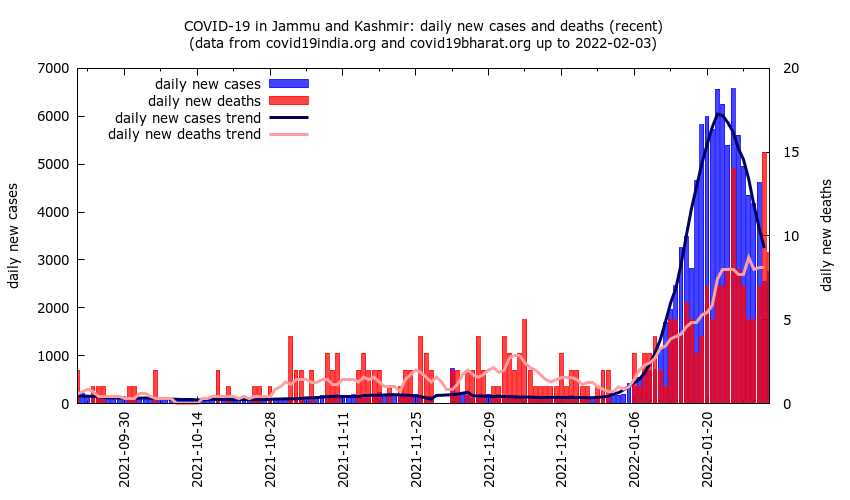 COVID-19 in Jammu and Kashmir: daily new cases and deaths (recent)
(data from covid19india.org and covid19bharat.org up to 2022-02-03)
7000
6000
5000
4000
3000
2000
1000
0
20
15
10
5
0
daily new cases
daily new deaths
daily new cases trend
daily new deaths trend
daily new cases
daily new deaths
2021-09-30
2021-10-14
2021-10-28
2021-11-11
2021-11-25
2021-12-09
2021-12-23
2022-01-06
2022-01-20